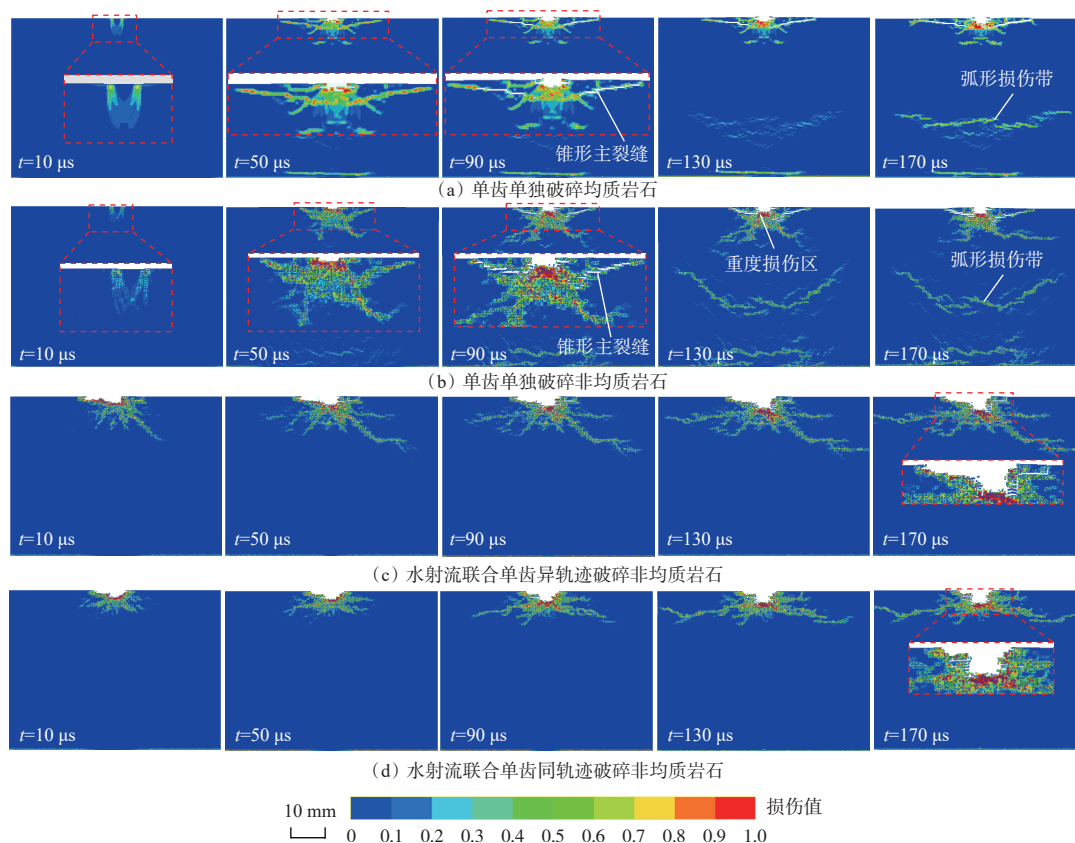 弧形损伤带
锥形主裂缝
t=10 μs
t=50 μs
t=90 μs
t=130 μs
t=170 μs
(a) 单齿单独破碎均质岩石
重度损伤区
弧形损伤带
锥形主裂缝
t=10 μs
t=50 μs
t=90 μs
t=130 μs
t=170 μs
(b) 单齿单独破碎非均质岩石
t=10 μs
t=50 μs
t=90 μs
t=130 μs
t=170 μs
(c) 水射流联合单齿异轨迹破碎非均质岩石
t=10 μs
t=50 μs
t=90 μs
t=130 μs
t=170 μs
(d) 水射流联合单齿同轨迹破碎非均质岩石
10 mm
损伤值
0 0.1 0.2 0.3 0.4 0.5 0.6 0.7 0.8 0.9 1.0